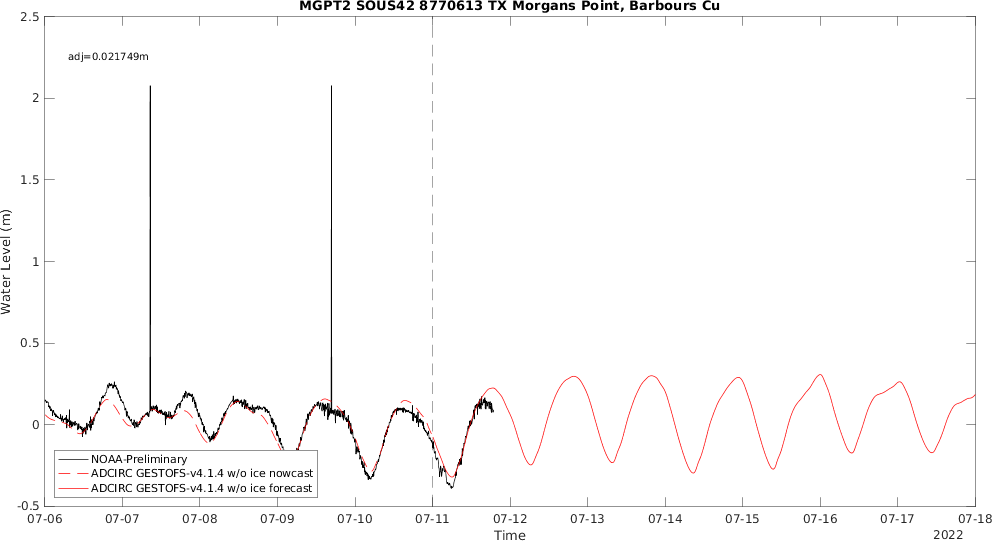 MGPT2 SOUS42 8770613 TX Morgans Point, Barbours Cu
adj=0.021749m
2.5
2
1.5
1
0.5
0
-0.5
Water Level (m)
NOAA-Preliminary
ADCIRC GESTOFS-v4.1.4 w/o ice nowcast
ADCIRC GESTOFS-v4.1.4 w/o ice forecast
07-06 07-07 07-08 07-09 07-10 07-11 07-12 07-13 07-14 07-15 07-16 07-17 07-18
Time
2022